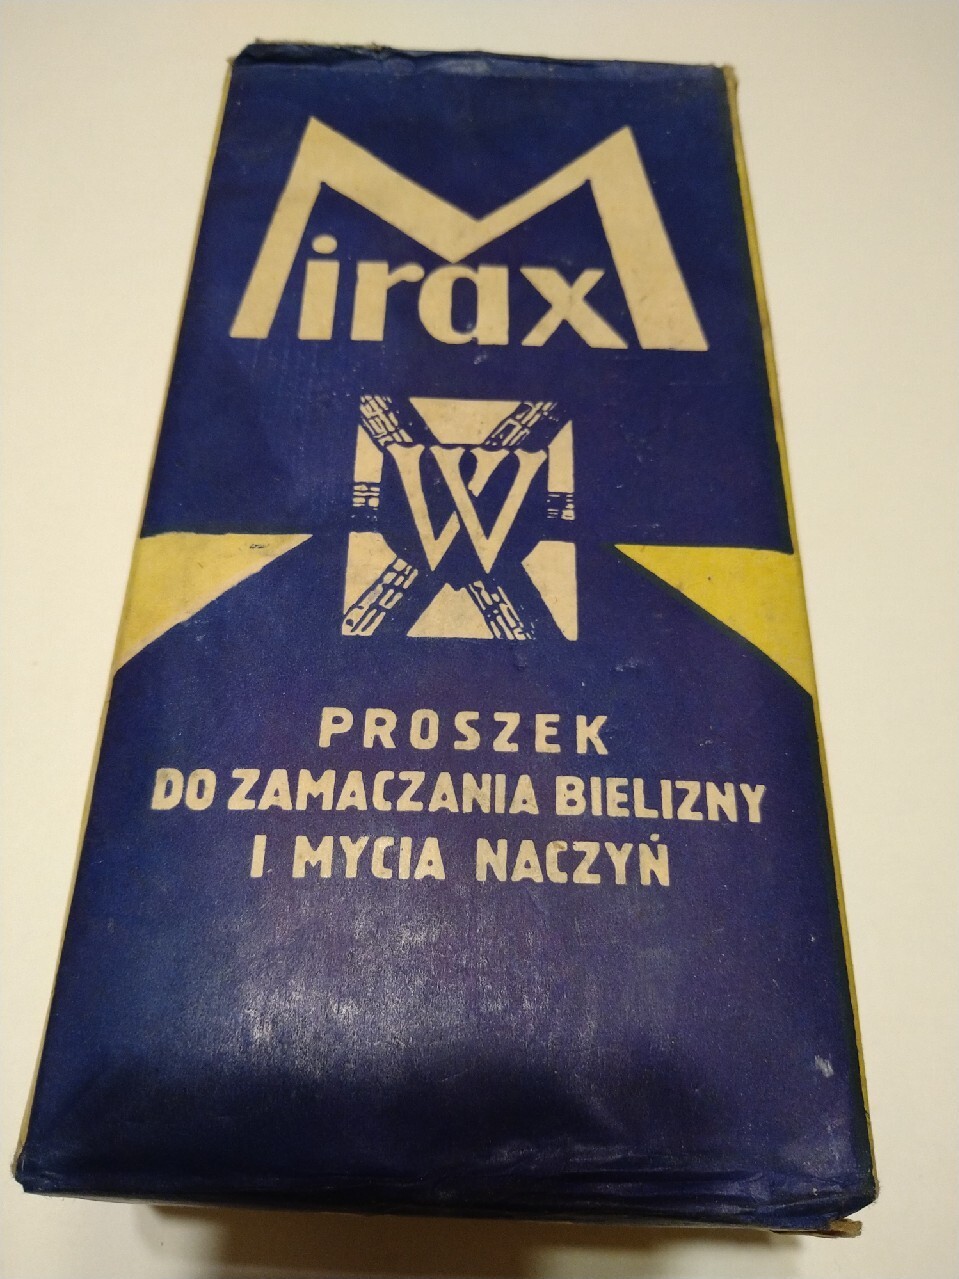 Mirax
W
PROSZEK
DO ZAMACZANIA BIELIZNY
I MYCIA NACZYŃ